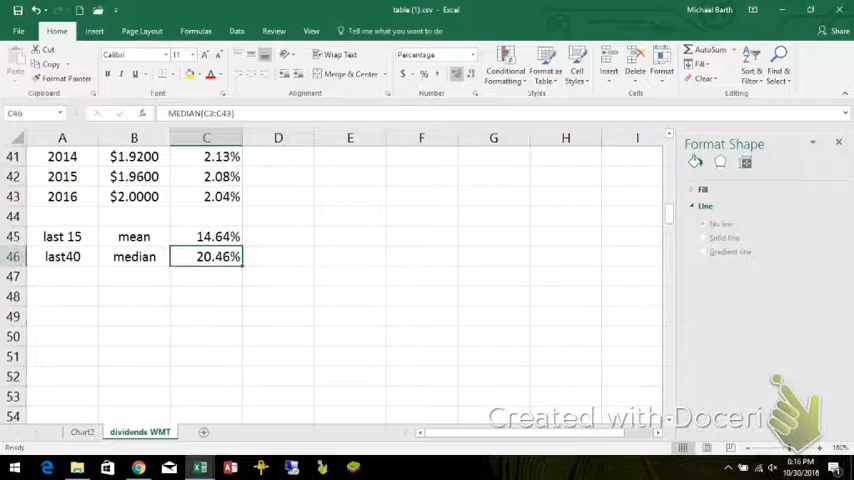 table (1).csv - Excel
Michael Barth
File Home Insert Page Layout Formulas Data Review View Tell me what you want to do Share
Cut
Copy
Format Painter
Paste
Clipboard
Calibri 11
B I U
Font
Wrap Text
Merge & Center
Alignment
Percentage
$ % ,
Number
Conditional Formatting
Format as Table
Cell Styles
Styles
Insert Delete Format
Cells
AutoSum
Fill
Clear
Sort & Filter
Find & Select
Editing
C46 fx MEDIAN(C3:C43)
A B C D E F G H I
41 2014 $1.9200 2.13%
42 2015 $1.9600 2.08%
43 2016 $2.0000 2.04%
44
45 last 15 mean 14.64%
46 last40 median 20.46%
47
48
49
50
51
52
53
54
Format Shape
Fill
Line
No line
Solid line
Gradient line
Created with Doceri
Chart2 dividends WMT
Ready
160%
8:16 PM
10/30/2016